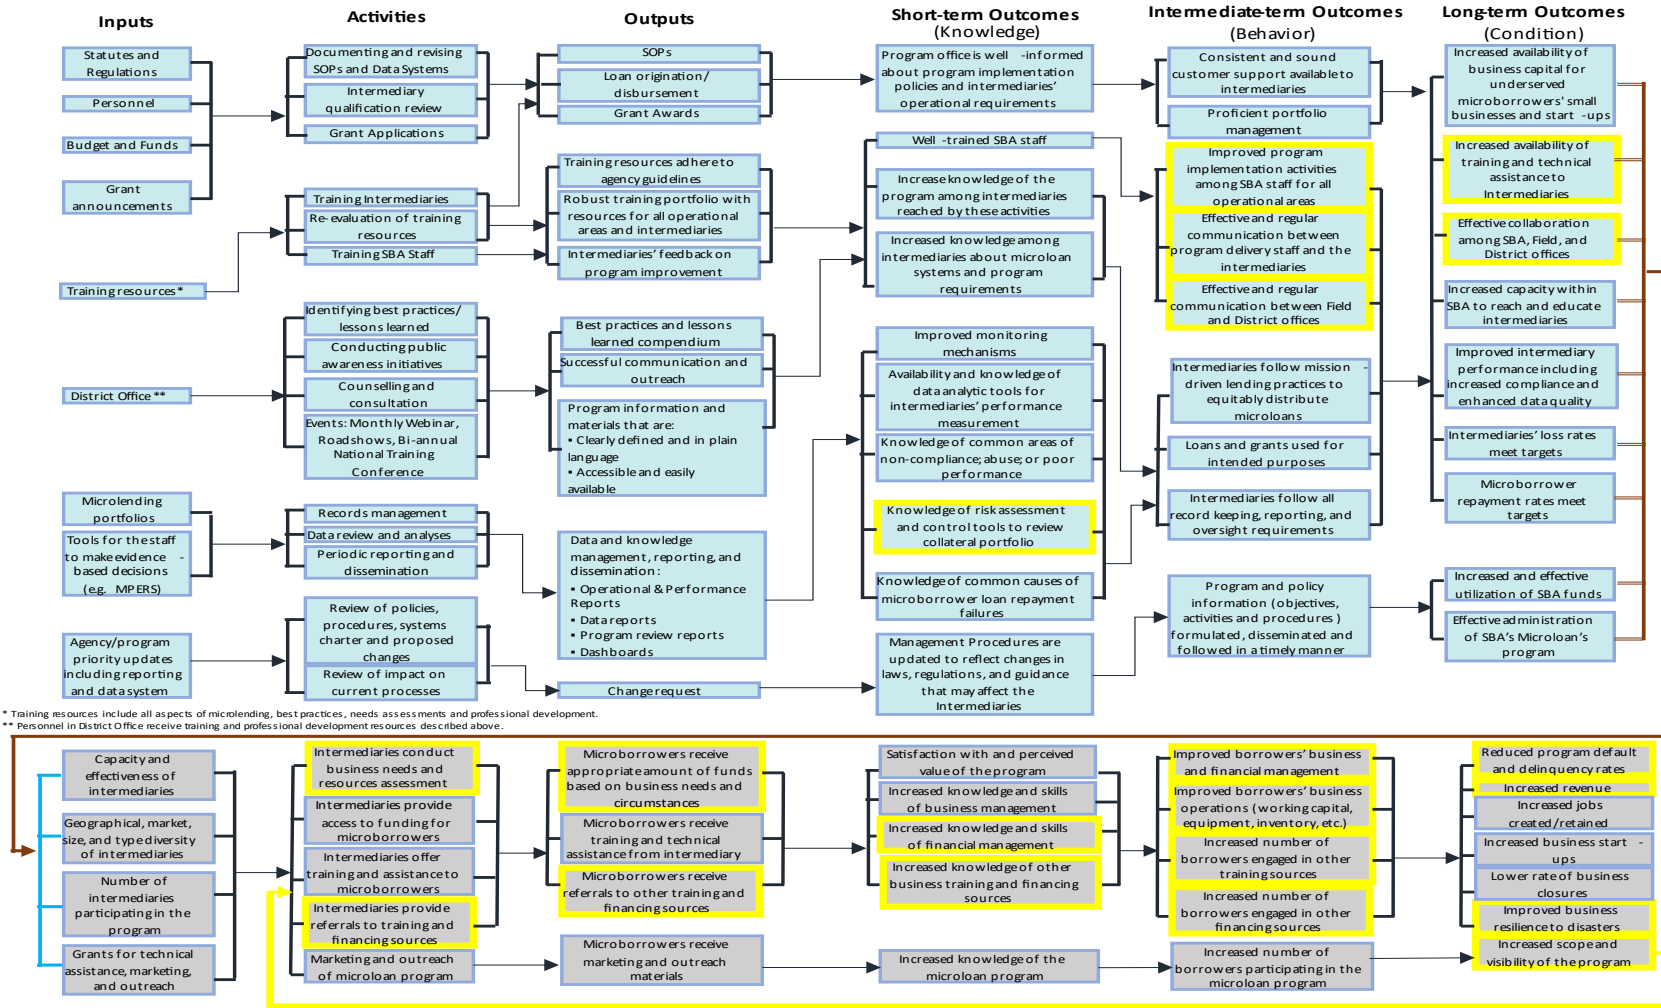 Inputs
Activities
Outputs
Short-term Outcomes
(Knowledge)
Intermediate-term Outcomes
(Behavior)
Long-term Outcomes
(Condition)
Statutes and
Regulations
Personnel
Budget and Funds
Grant
announcements
Training resources*
District Office **
Microlending
portfolios
Tools for the staff
to make evidence -
based decisions
(e.g. MPERS)
Agency/program
priority updates
including reporting
and data system
Documenting and revising
SOPs and Data Systems
Intermediary
qualification review
Grant Applications
Training Intermediaries
Re-evaluation of training
resources
Training SBA Staff
Identifying best practices/
lessons learned
Conducting public
awareness initiatives
Counselling and
consultation
Events: Monthly Webinar,
Roadshows, Bi-annual
National Training
Conference
Records management
Data review and analyses
Periodic reporting and
dissemination
Review of policies,
procedures, systems
charter and proposed
changes
Review of impact on
current processes
SOPs
Loan origination/
disbursement
Grant Awards
Training resources adhere to
agency guidelines
Robust training portfolio with
resources for all operational
areas and intermediaries
Intermediaries' feedback on
program improvement
Best practices and lessons
learned compendium
Successful communication and
outreach
Program information and
materials that are:
▪ Clearly defined and in plain
language
▪ Accessible and easily
available
Data and knowledge
management, reporting, and
dissemination :
▪ Operational & Performance
Reports
▪ Data reports
▪ Program review reports
▪ Dashboards
Change request
Program office is well -informed
about program implementation
policies and intermediaries'
operational requirements
Well -trained SBA staff
Increase knowledge of the
program among intermediaries
reached by these activities
Increased knowledge among
intermediaries about microloan
systems and program
requirements
Improved monitoring
mechanisms
Availability and knowledge of
data analytic tools for
intermediaries' performance
measurement
Knowledge of common areas of
non-compliance; abuse; or poor
performance
Knowledge of risk assessment
and control tools to review
collateral portfolio
Knowledge of common causes of
microborrower loan repayment
failures
Management Procedures are
updated to reflect changes in
laws, regulations, and guidance
that may affect the
Intermediaries
Consistent and sound
customer support available to
intermediaries
Proficient portfolio
management
Improved program
implementation activities
among SBA staff for all
operational areas
Effective and regular
communication between
program delivery staff and the
intermediaries
Effective and regular
communication between Field
and District offices
Intermediaries follow mission -
driven lending practices to
equitably distribute
microloans
Loans and grants used for
intended purposes
Intermediaries follow all
record keeping, reporting, and
oversight requirements
Program and policy
information (objectives,
activities and procedures )
formulated, disseminated and
followed in a timely manner
Increased availability of
business capital for
underserved
microborrowers' small
businesses and start -ups
Increased availability of
training and technical
assistance to
Intermediaries
Effective collaboration
among SBA, Field, and
District offices
Increased capacity within
SBA to reach and educate
intermediaries
Improved intermediary
performance including
increased compliance and
enhanced data quality
Intermediaries' loss rates
meet targets
Microborrower
repayment rates meet
targets
Increased and effective
utilization of SBA funds
Effective administration
of SBA's Microloan's
program
* Training resources include all aspects of microlending, best practices, needs assessments and professional development.
** Personnel in District Office receive training and professional development resources described above.
Capacity and
effectiveness of
intermediaries
Geographical, market,
size, and type diversity
of intermediaries
Number of
intermediaries
participating in the
program
Grants for technical
assistance, marketing,
and outreach
Intermediaries conduct
business needs and
resources assessment
Intermediaries provide
access to funding for
microborrowers
Intermediaries offer
training and assistance to
microborrowers
Intermediaries provide
referrals to training and
financing sources
Marketing and outreach
of microloan program
Microborrowers receive
appropriate amount of funds
based on business needs and
circumstances
Microborrowers receive
training and technical
assistance from intermediary
Microborrowers receive
referrals to other training and
financing sources
Microborrowers receive
marketing and outreach
materials
Satisfaction with and perceived
value of the program
Increased knowledge and skills
of business management
Increased knowledge and skills
of financial management
Increased knowledge of other
business training and financing
sources
Increased knowledge of the
microloan program
Improved borrowers' business
and financial management
Improved borrowers' business
operations (working capital,
equipment, inventory, etc.)
Increased number of
borrowers engaged in other
training sources
Increased number of
borrowers engaged in other
financing sources
Increased number of
borrowers participating in the
microloan program
Reduced program default
and delinquency rates
Increased revenue
Increased jobs
created/retained
Increased business start -
ups
Lower rate of business
closures
Improved business
resilience to disasters
Increased scope and
visibility of the program